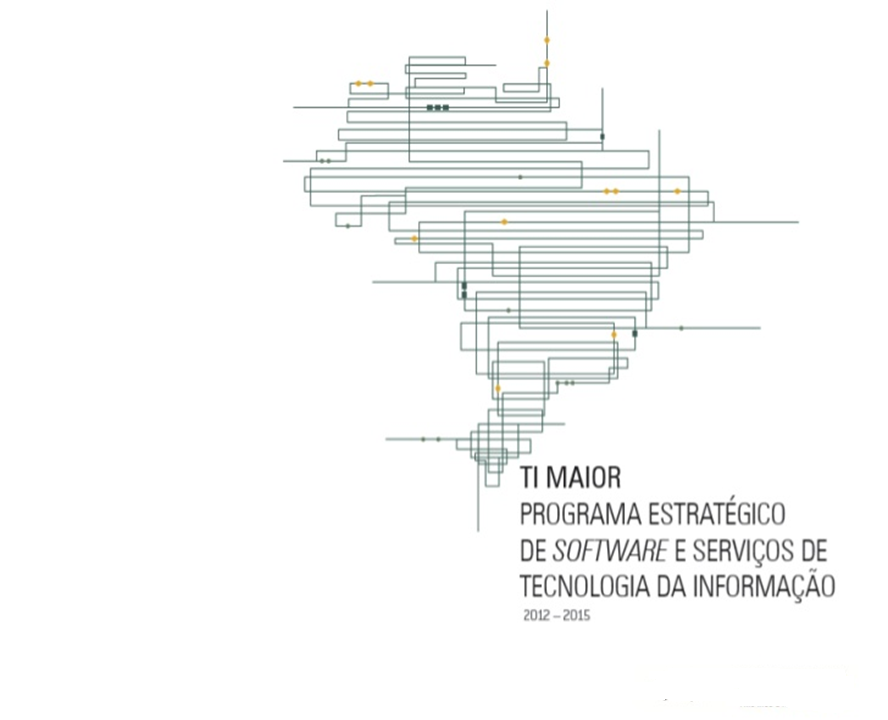 TI MAIOR
PROGRAMA ESTRATÉGICO
DE SOFTWARE E SERVIÇOS DE
TECNOLOGIA DA INFORMAÇÃO
2012 – 2015